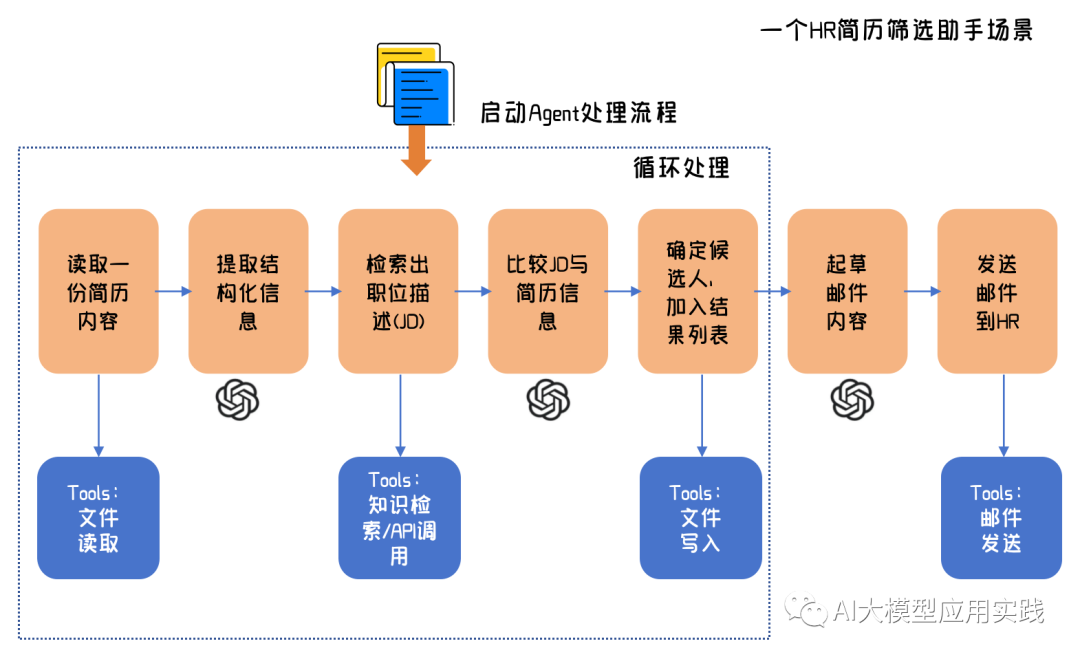 一个HR简历筛选助手场景
启动Agent处理流程
循环处理
读取一
份简历
内容
提取结
构化信
息
检索出
职位描
述(JD)
比较JD与
简历信
息
确定候
选人,
加入结
果列表
起草
邮件
内容
发送
邮件
到HR
Tools:
文件
读取
Tools:
知识检
索/API调
用
Tools:
文件
写入
Tools:
邮件
发送
AI大模型应用实践